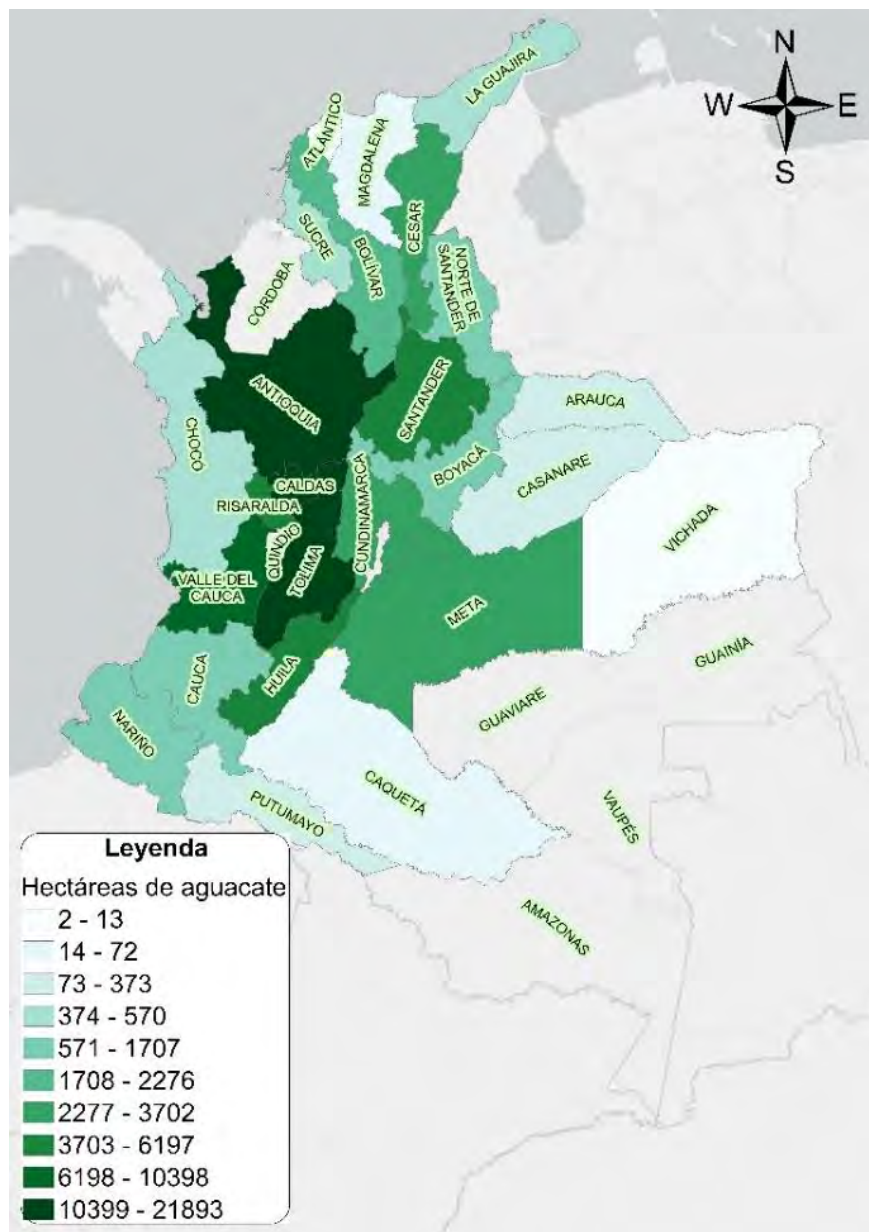 N
W E
S
LA GUAJIRA
ATLÁNTICO
MAGDALENA
CESAR
SUCRE
BOLÍVAR
NORTE DE
SANTANDER
CÓRDOBA
ANTIOQUIA
SANTANDER
ARAUCA
CHOCÓ
BOYACÁ
CASANARE
CALDAS
RISARALDA
CUNDINAMARCA
VICHADA
QUINDÍO
TOLIMA
VALLE DEL
CAUCA
META
GUAINÍA
HUILA
CAUCA
GUAVIARE
NARIÑO
CAQUETÁ
PUTUMAYO
VAUPÉS
AMAZONAS
Leyenda
Hectáreas de aguacate
2 - 13
14 - 72
73 - 373
374 - 570
571 - 1707
1708 - 2276
2277 - 3702
3703 - 6197
6198 - 10398
10399 - 21893